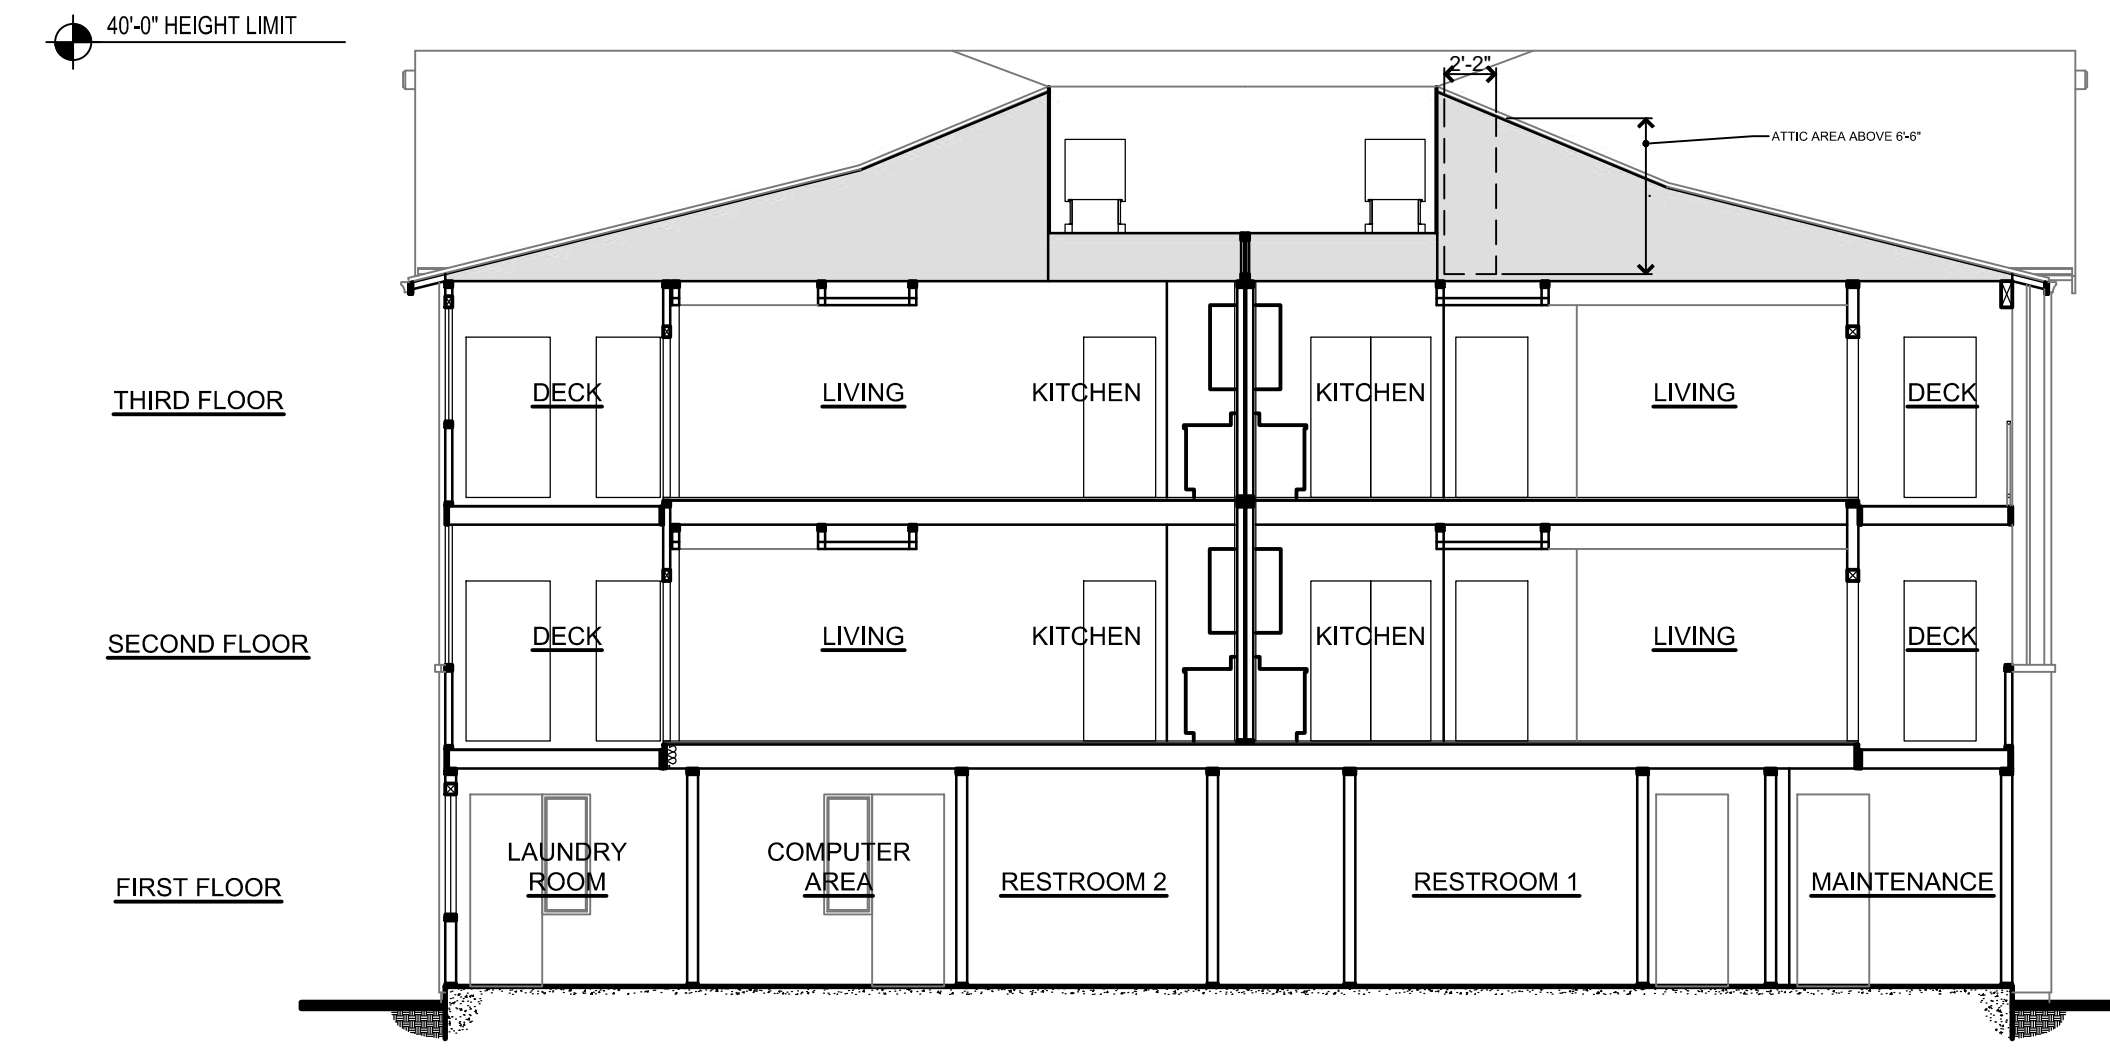 40'-0" HEIGHT LIMIT
2'-2"
ATTIC AREA ABOVE 6'-6"
THIRD FLOOR
DECK
LIVING
KITCHEN
KITCHEN
LIVING
DECK
SECOND FLOOR
DECK
LIVING
KITCHEN
KITCHEN
LIVING
DECK
FIRST FLOOR
LAUNDRY
ROOM
COMPUTER
AREA
RESTROOM 2
RESTROOM 1
MAINTENANCE